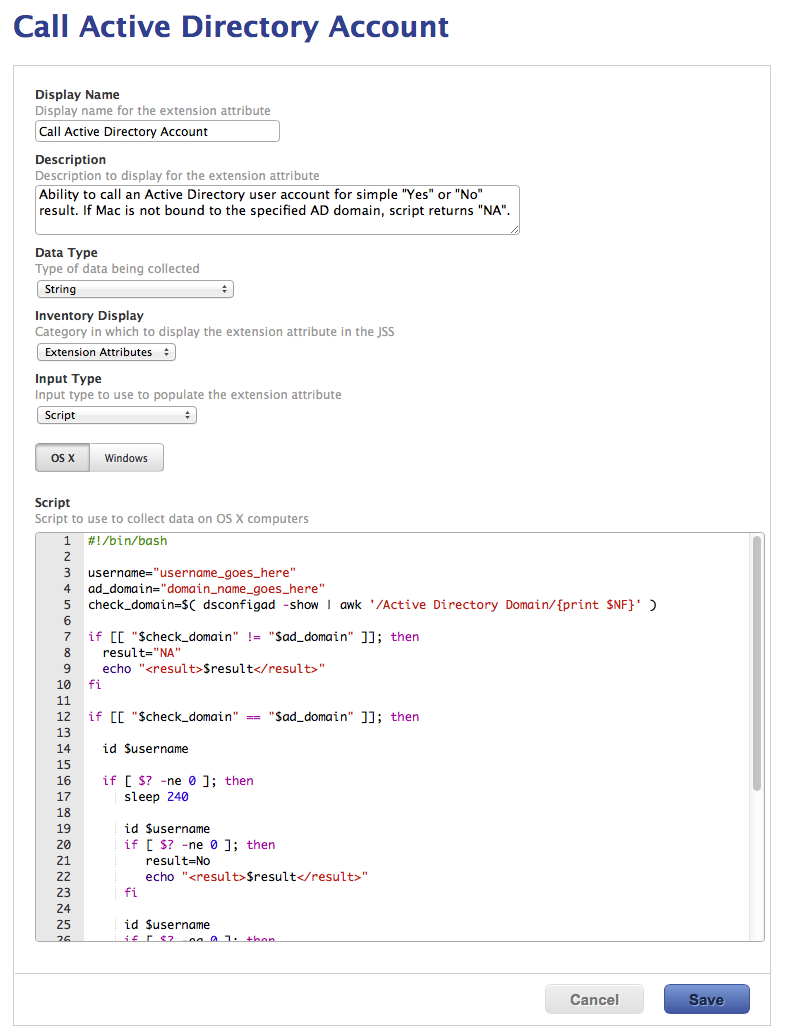 Call Active Directory Account
Display Name
Display name for the extension attribute
Call Active Directory Account
Description
Description to display for the extension attribute
Ability to call an Active Directory user account for simple "Yes" or "No"
result. If Mac is not bound to the specified AD domain, script returns "NA".
Data Type
Type of data being collected
String
Inventory Display
Category in which to display the extension attribute in the JSS
Extension Attributes
Input Type
Input type to use to populate the extension attribute
Script
OS X Windows
Script
Script to use to collect data on OS X computers
1 #!/bin/bash
2
3 username="username_goes_here"
4 ad_domain="domain_name_goes_here"
5 check_domain=$( dsconfigad -show | awk '/Active Directory Domain/{print $NF}' )
6
7 if [[ "$check_domain" != "$ad_domain" ]]; then
8 result="NA"
9 echo "<result>$result</result>"
10 fi
11
12 if [[ "$check_domain" == "$ad_domain" ]]; then
13
14 id $username
15
16 if [ $? -ne 0 ]; then
17 sleep 240
18
19 id $username
20 if [ $? -ne 0 ]; then
21 result=No
22 echo "<result>$result</result>"
23 fi
24
25 id $username
26 if [ $? -eq 0 ]; then
Cancel Save